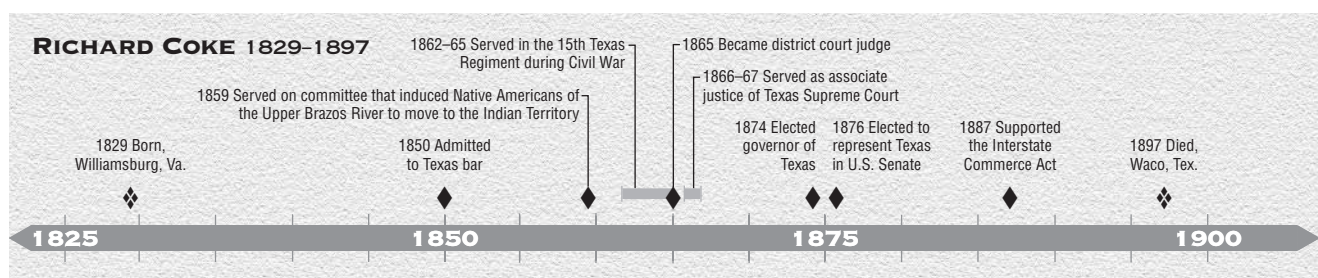 RICHARD COKE 1829–1897
1862–65 Served in the 15th Texas
Regiment during Civil War
1865 Became district court judge
1866–67 Served as associate
justice of Texas Supreme Court
1859 Served on committee that induced Native Americans of
the Upper Brazos River to move to the Indian Territory
1829 Born,
Williamsburg, Va.
1850 Admitted
to Texas bar
1874 Elected
governor of
Texas
1876 Elected to
represent Texas
in U.S. Senate
1887 Supported
the Interstate
Commerce Act
1897 Died,
Waco, Tex.
1825 1850 1875 1900